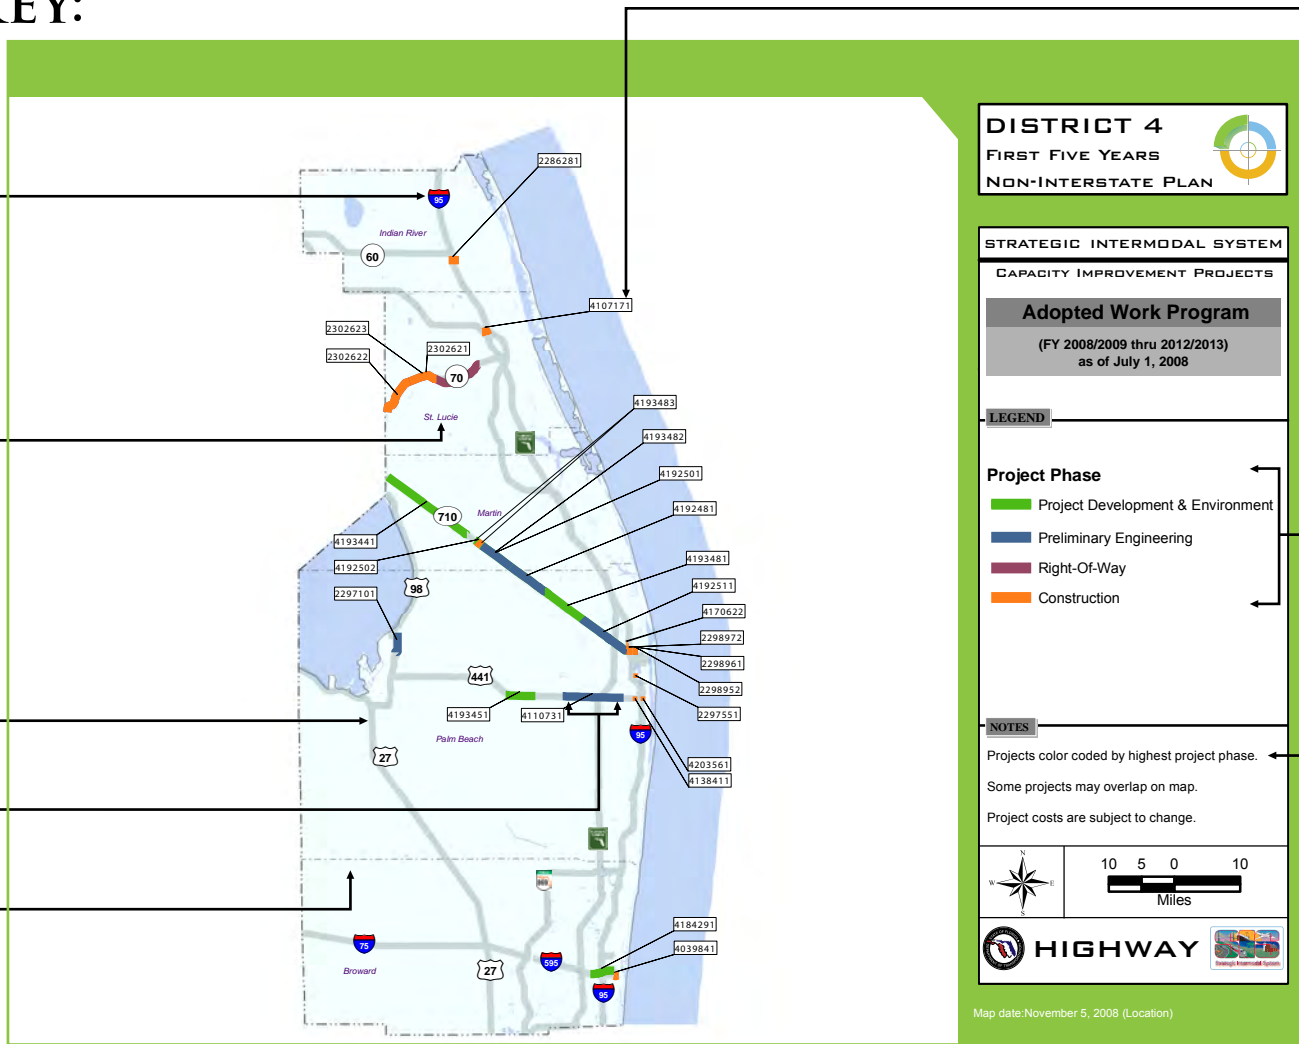 KEY:
DISTRICT 4
FIRST FIVE YEARS
NON-INTERSTATE PLAN
STRATEGIC INTERMODAL SYSTEM
CAPACITY IMPROVEMENT PROJECTS
Adopted Work Program
(FY 2008/2009 thru 2012/2013)
as of July 1, 2008
LEGEND
Project Phase
Project Development & Environment
Preliminary Engineering
Right-Of-Way
Construction
NOTES
Projects color coded by highest project phase.
Some projects may overlap on map.
Project costs are subject to change.
N
W
E
S
10 5 0 10
Miles
HIGHWAY
Strategic Intermodal System
Map date:November 5, 2008 (Location)
2286281
95
Indian River
60
4107171
2302623
2302621
2302622
70
St. Lucie
4193483
4193482
4192501
4192481
710
Martin
4193441
4192502
4193481
98
4192511
2297101
4170622
2298972
2298961
441
2298952
4193451
4110731
2297551
95
Palm Beach
27
4203561
4138411
869
4184291
75
4039841
Broward
27
595
95